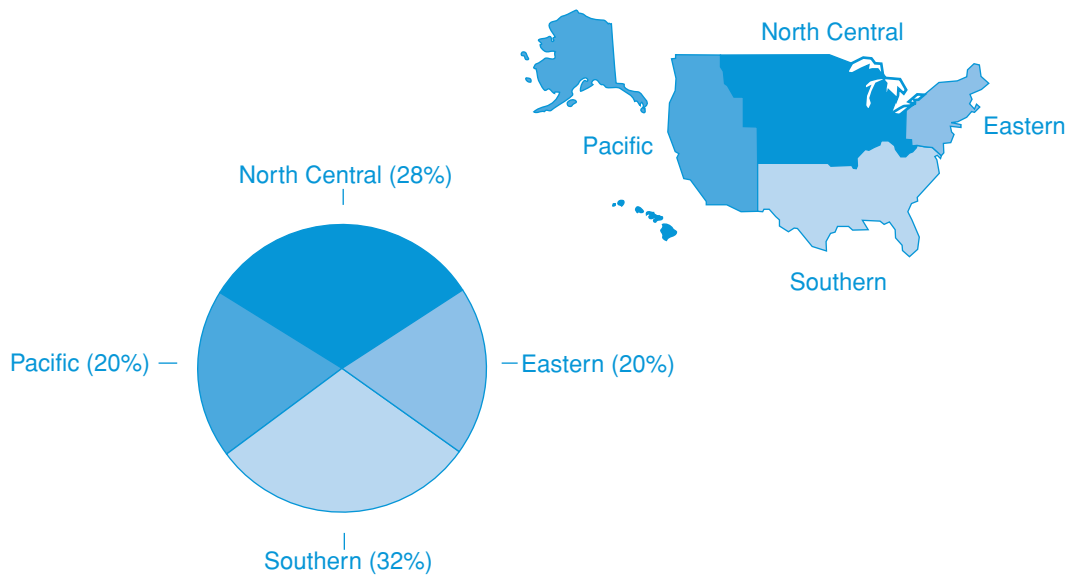 North Central
Eastern
Pacific
Southern
North Central (28%)
Pacific (20%)
Eastern (20%)
Southern (32%)